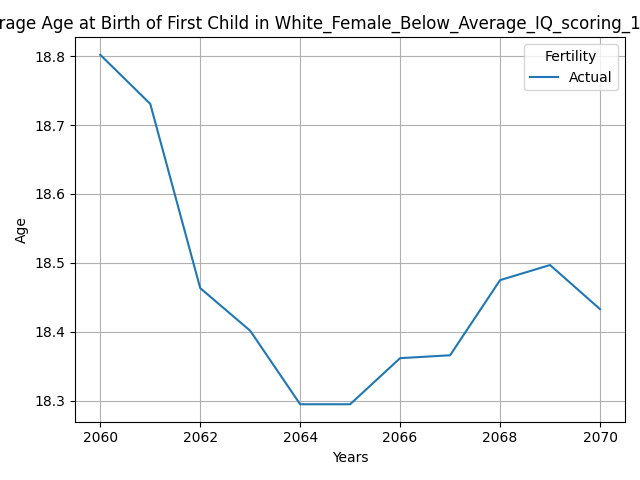 rage Age at Birth of First Child in White_Female_Below_Average_IQ_scoring_1
Fertility
Actual
18.8
18.7
18.6
18.5
18.4
18.3
Age
2060 2062 2064 2066 2068 2070
Years